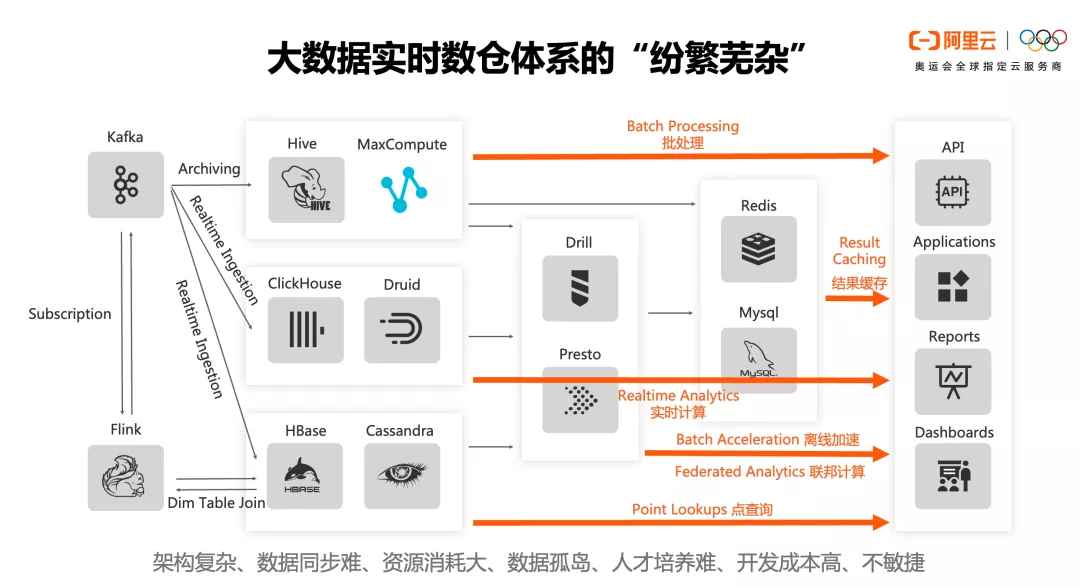 大数据实时数仓体系的“纷繁芜杂”
阿里云
奥运会全球指定云服务商
Kafka
Archiving
Realtime Ingestion
Realtime Ingestion
Subscription
Flink
Dim Table Join
Hive
HIVE
MaxCompute
ClickHouse
Druid
HBase
HBASE
Cassandra
Drill
Presto
Redis
Mysql
MySQL
Batch Processing
批处理
Result
Caching
结果缓存
Realtime Analytics
实时计算
Batch Acceleration 离线加速
Federated Analytics 联邦计算
Point Lookups 点查询
API
API
Applications
Reports
Dashboards
架构复杂、数据同步难、资源消耗大、数据孤岛、人才培养难、开发成本高、不敏捷